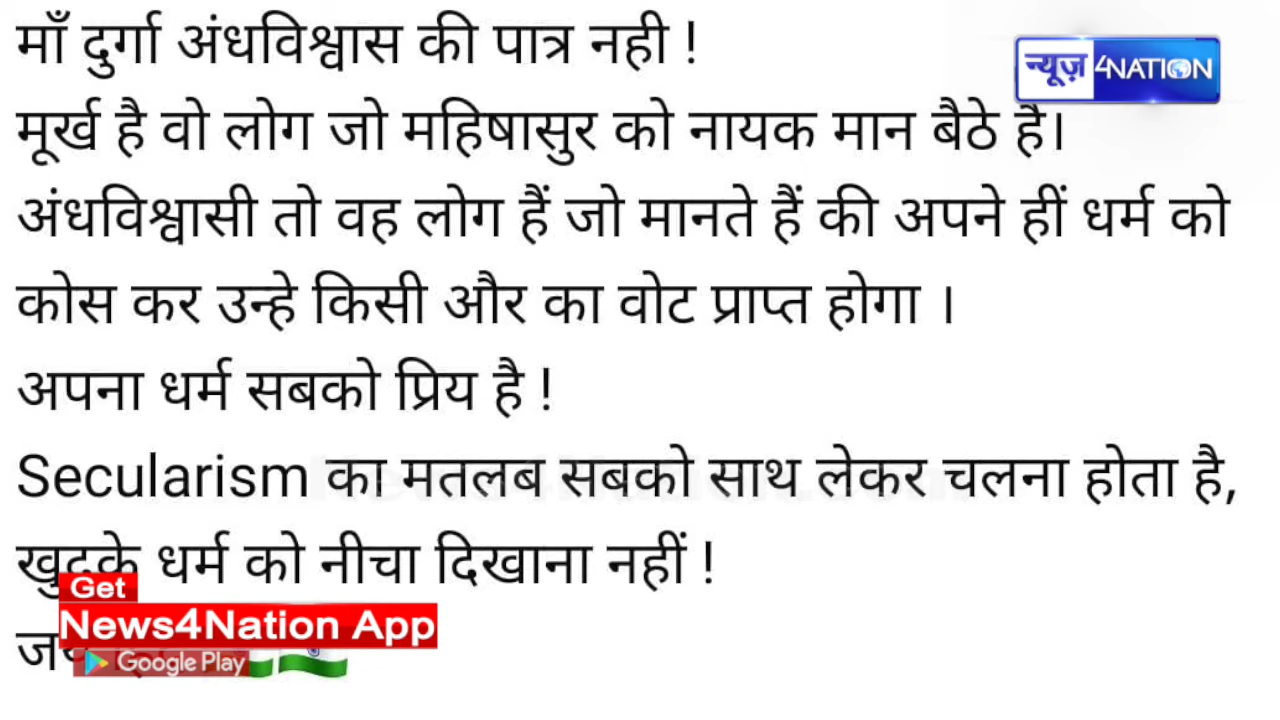 माँ दुर्गा अंधविश्वास की पात्र नही !
न्यूज़ 4NATION
मूर्ख है वो लोग जो महिषासुर को नायक मान बैठे है।
अंधविश्वासी तो वह लोग हैं जो मानते हैं की अपने हीं धर्म को
कोस कर उन्हे किसी और का वोट प्राप्त होगा ।
अपना धर्म सबको प्रिय है !
Secularism का मतलब सबको साथ लेकर चलना होता है,
खुदके धर्म को नीचा दिखाना नहीं !
Get
News4Nation App
Google Play